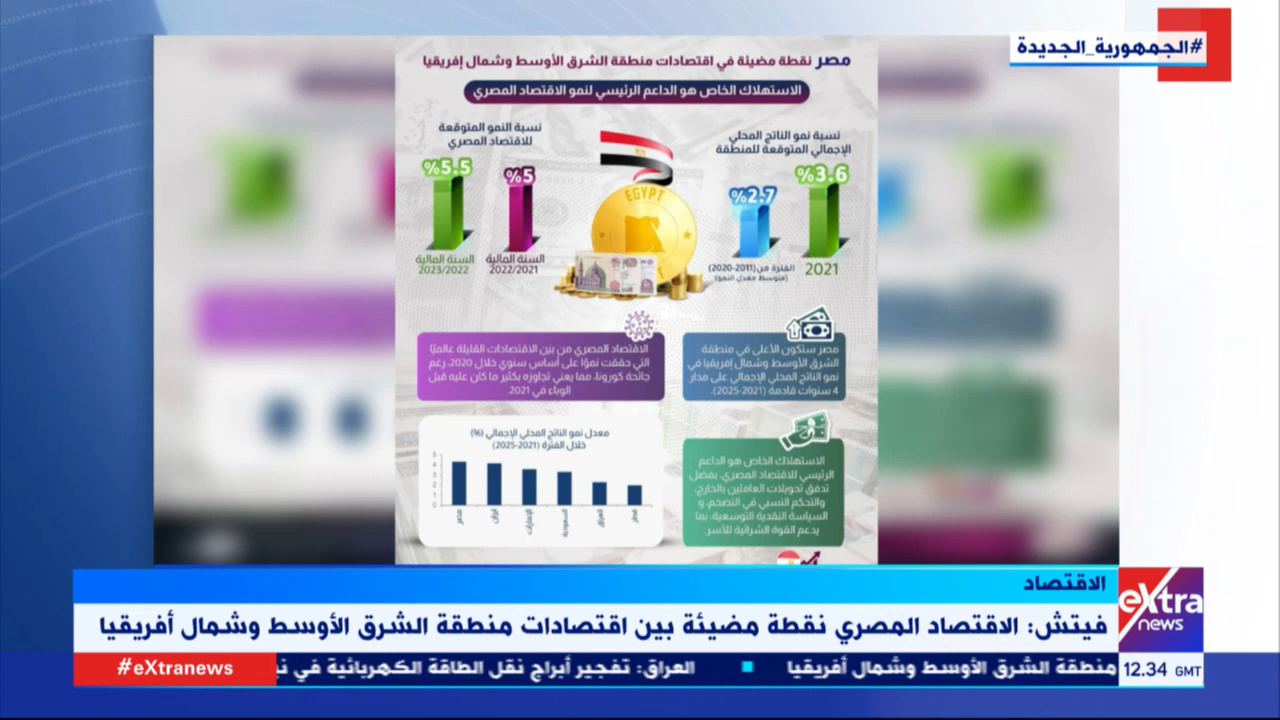 #الجمهورية_الجديدة
مصر نقطة مضيئة في اقتصادات منطقة الشرق الأوسط وشمال إفريقيا
الاستهلاك الخاص هو الداعم الرئيسي لنمو الاقتصاد المصري
نسبة نمو الناتج المحلي
الإجمالي المتوقعة للمنطقة
%3.6
2021
%2.7
الفترة من (2011-2020)
(متوسط معدل النمو)
EGYPT
نسبة النمو المتوقعة
للاقتصاد المصري
%5
السنة المالية
2022/2021
%5.5
السنة المالية
2023/2022
مصر ستكون الأعلى في منطقة
الشرق الأوسط وشمال إفريقيا في
نمو الناتج المحلي الإجمالي على مدار
4 سنوات قادمة (2021-2025).
الاقتصاد المصري من بين الاقتصادات القليلة عالميًا
التي حققت نموًا على أساس سنوي خلال 2020، رغم
جائحة كورونا، مما يعني تجاوزه بكثير ما كان عليه قبل
الوباء في 2021.
الاستهلاك الخاص هو الداعم
الرئيسي للاقتصاد المصري، بفضل
تدفق تحويلات العاملين بالخارج،
والتحكم النسبي في التضخم، و
السياسة النقدية التوسعية، بما
يدعم القوة الشرائية للأسر.
معدل نمو الناتج المحلي الإجمالي (%)
خلال الفترة (2021-2025)
مصر
ايران
الإمارات
السعودية
العراق
قطر
الاقتصاد
فيتش: الاقتصاد المصري نقطة مضيئة بين اقتصادات منطقة الشرق الأوسط وشمال أفريقيا
eXtra
news
منطقة الشرق الأوسط وشمال أفريقيا
العراق: تفجير أبراج نقل الطاقة الكهربائية في
#eXtranews
12.34 GMT